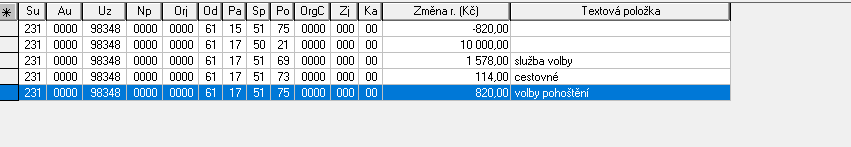 Su Au Uz Np Orj Od Pa Sp Po OrgC Zj Ka Změna r. (Kč) Textová položka
231 0000 98348 0000 0000 61 15 51 75 0000 000 00 -820,00
231 0000 98348 0000 0000 61 17 50 21 0000 000 00 10 000,00
231 0000 98348 0000 0000 61 17 51 69 0000 000 00 1 578,00 služba volby
231 0000 98348 0000 0000 61 17 51 73 0000 000 00 114,00 cestovné
231 0000 98348 0000 0000 61 17 51 75 0000 000 00 820,00 volby pohoštění